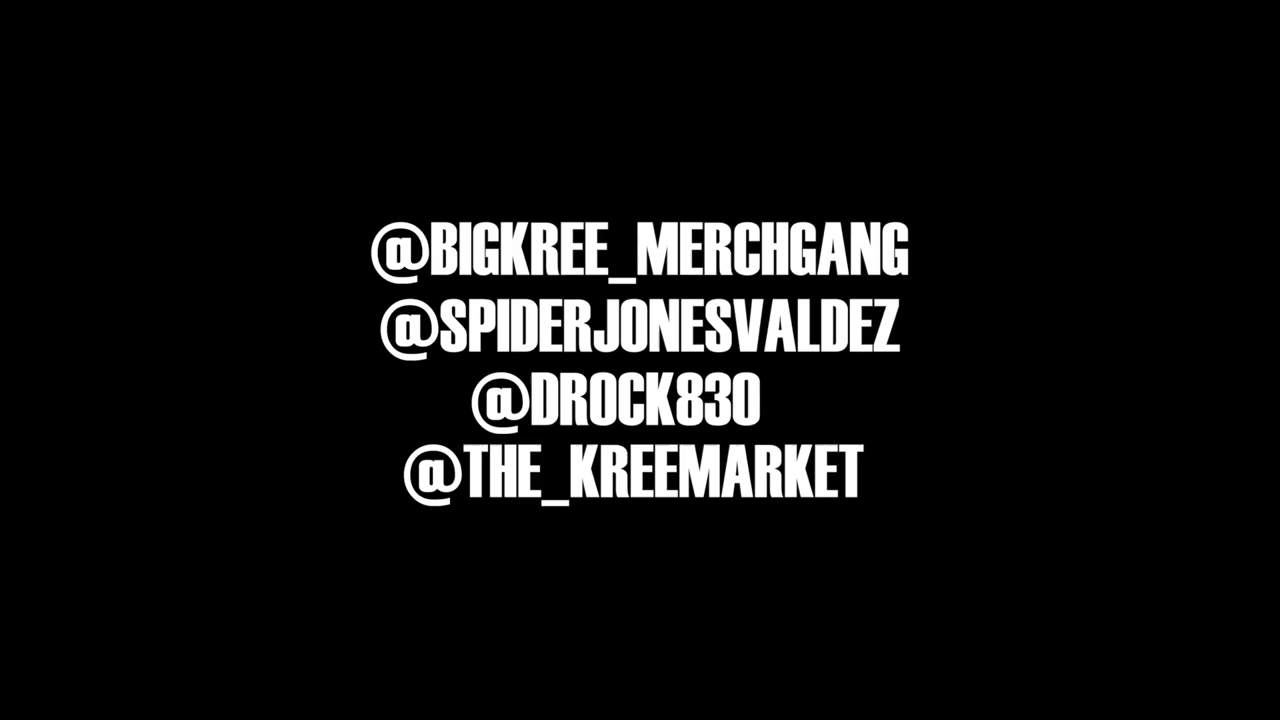 @BIGKREE_MERCHGANG
@SPIDERJONESVALDEZ
@DROCK830
@THE_KREEMARKET